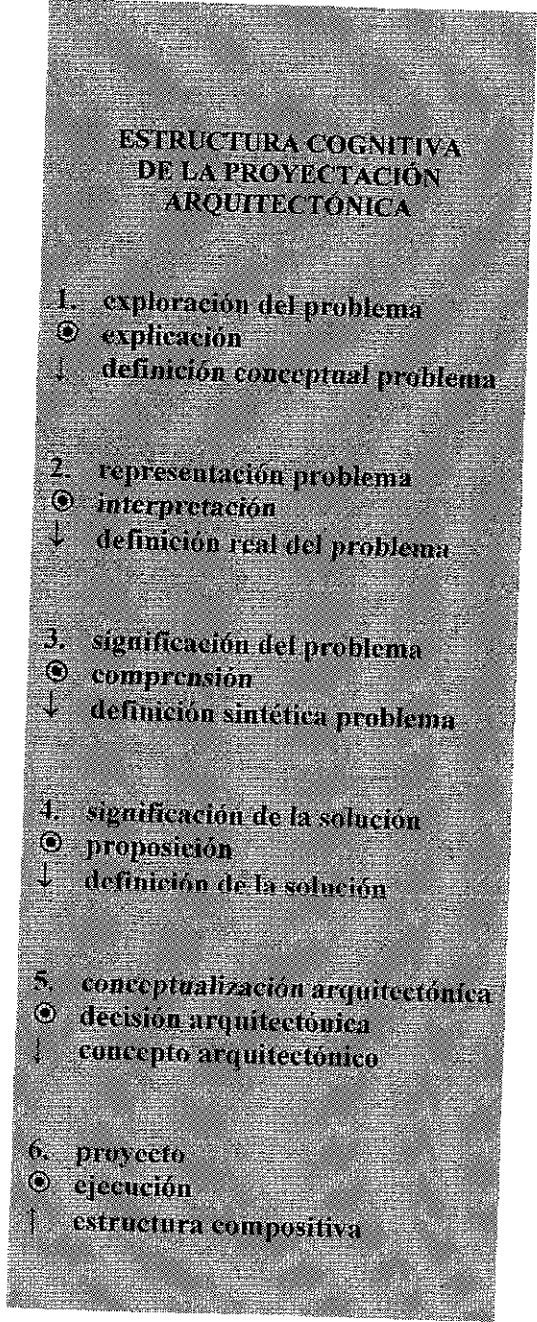 ESTRUCTURA COGNITIVA
DE LA PROYECTACIÓN
ARQUITECTÓNICA
1. exploración del problema
⦿ explicación
↓ definición conceptual problema
2. representación problema
⦿ interpretación
↓ definición real del problema
3. significación del problema
⦿ comprensión
↓ definición sintética problema
4. significación de la solución
⦿ proposición
↓ definición de la solución
5. conceptualización arquitectónica
⦿ decisión arquitectónica
↓ concepto arquitectónico
6. proyecto
⦿ ejecución
↑ estructura compositiva